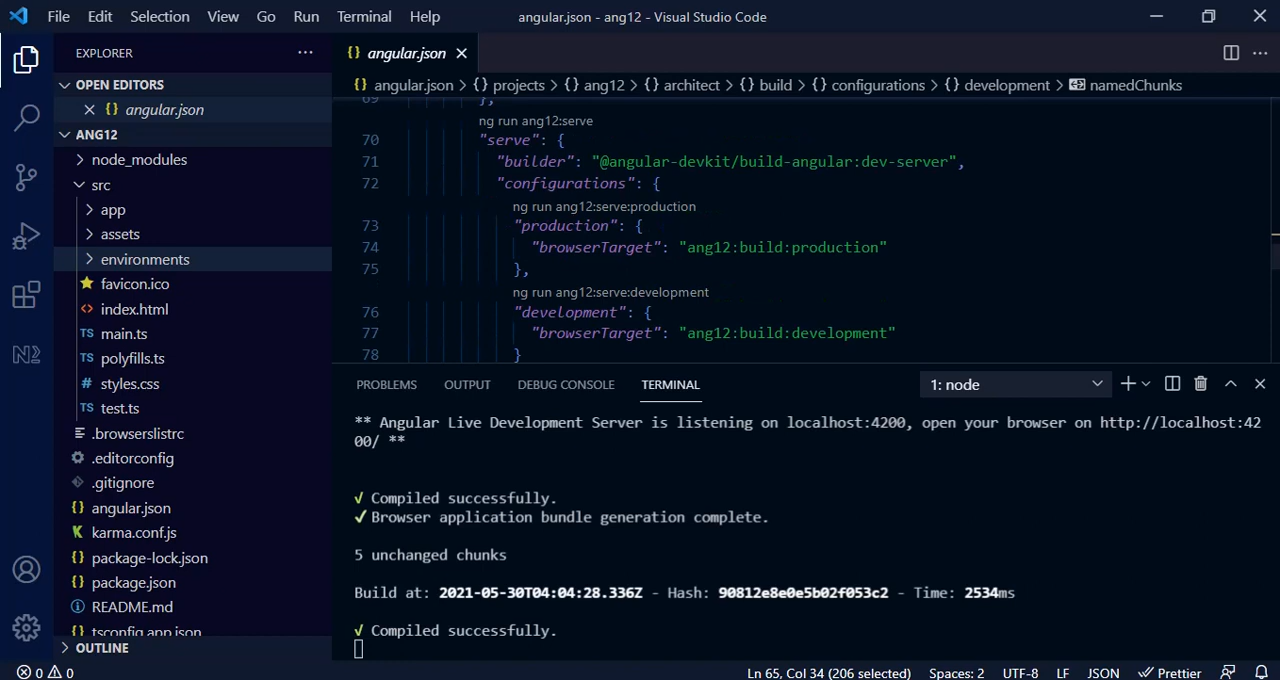 File Edit Selection View Go Run Terminal Help angular.json - ang12 - Visual Studio Code
EXPLORER
OPEN EDITORS
angular.json
ANG12
node_modules
src
app
assets
environments
favicon.ico
index.html
TS main.ts
TS polyfills.ts
# styles.css
TS test.ts
.browserslistrc
.editorconfig
.gitignore
{} angular.json
karma.conf.js
{} package-lock.json
{} package.json
README.md
{} tsconfig.app.json
OUTLINE
{} angular.json
{} angular.json > {} projects > {} ang12 > {} architect > {} build > {} configurations > {} development > namedChunks
69 },
ng run ang12:serve
70 "serve": {
71 "builder": "@angular-devkit/build-angular:dev-server",
72 "configurations": {
ng run ang12:serve:production
73 "production": {
74 "browserTarget": "ang12:build:production"
75 },
ng run ang12:serve:development
76 "development": {
77 "browserTarget": "ang12:build:development"
78 }
PROBLEMS OUTPUT DEBUG CONSOLE TERMINAL 1: node
** Angular Live Development Server is listening on localhost:4200, open your browser on http://localhost:42
00/ **
√ Compiled successfully.
✓ Browser application bundle generation complete.
5 unchanged chunks
Build at: 2021-05-30T04:04:28.336Z - Hash: 90812e8e0e5b02f053c2 - Time: 2534ms
√ Compiled successfully.
0 0 Ln 65, Col 34 (206 selected) Spaces: 2 UTF-8 LF JSON Prettier